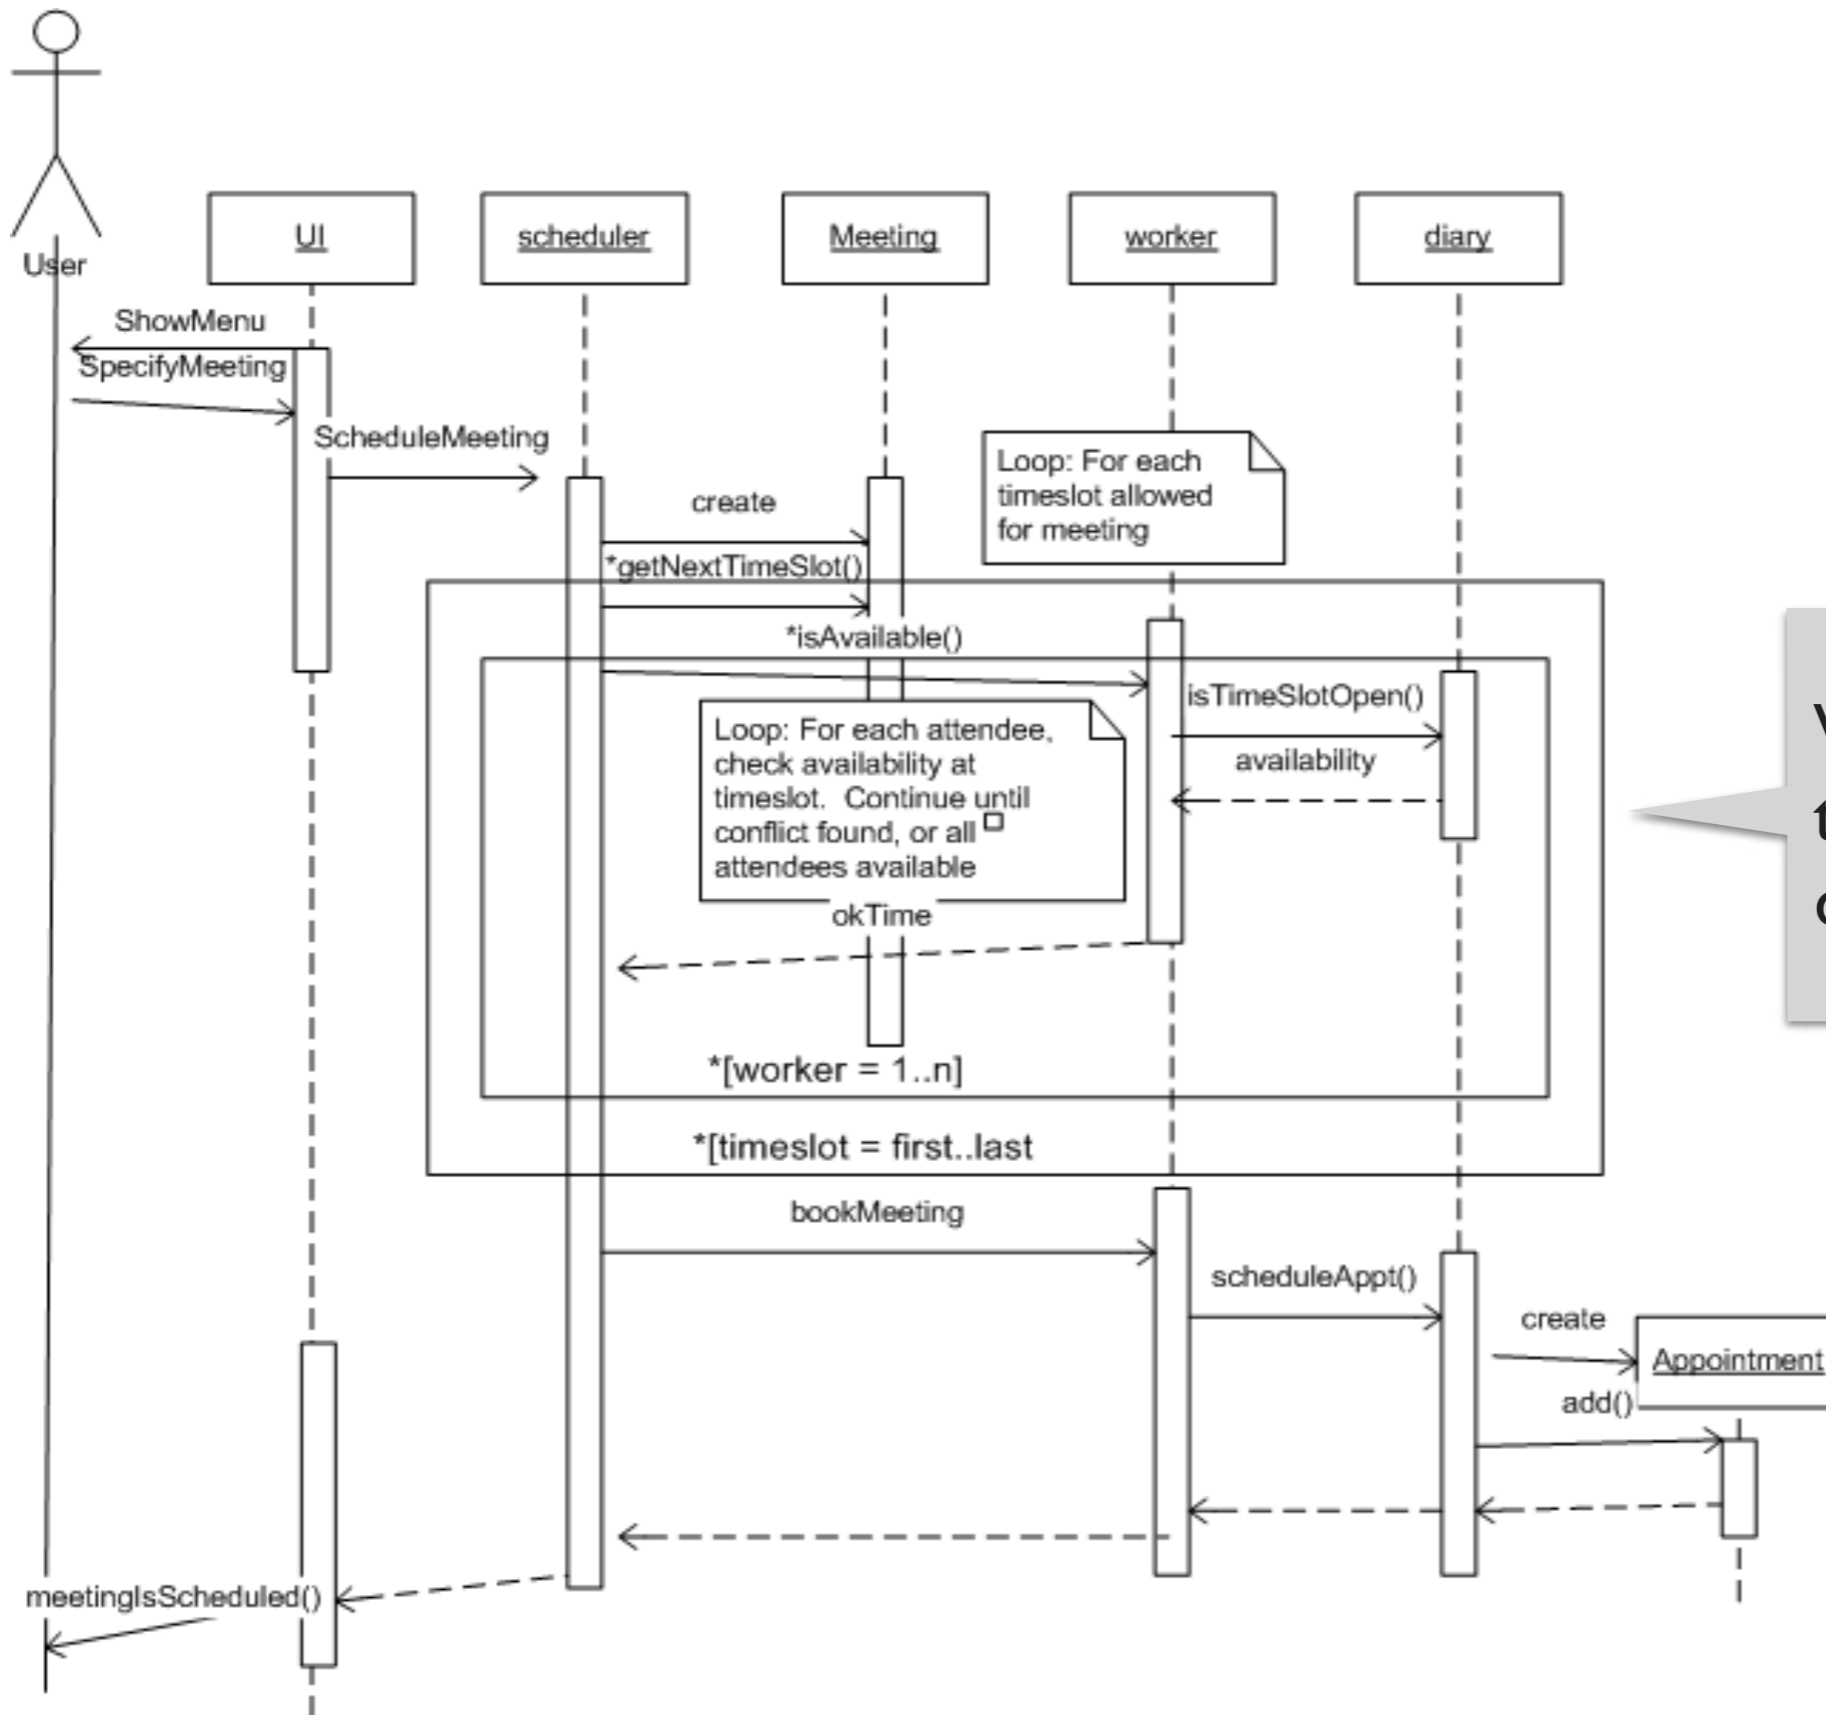 User
UI
scheduler
Meeting
worker
diary
ShowMenu
SpecifyMeeting
ScheduleMeeting
create
*getNextTimeSlot()
Loop: For each
timeslot allowed
for meeting
*isAvailable()
isTimeSlotOpen()
availability
Loop: For each attendee,
check availability at
timeslot. Continue until
conflict found, or all
attendees available
okTime
*[worker = 1..n]
*[timeslot = first..last
bookMeeting
scheduleAppt()
create
Appointment
add()
meetingIsScheduled()